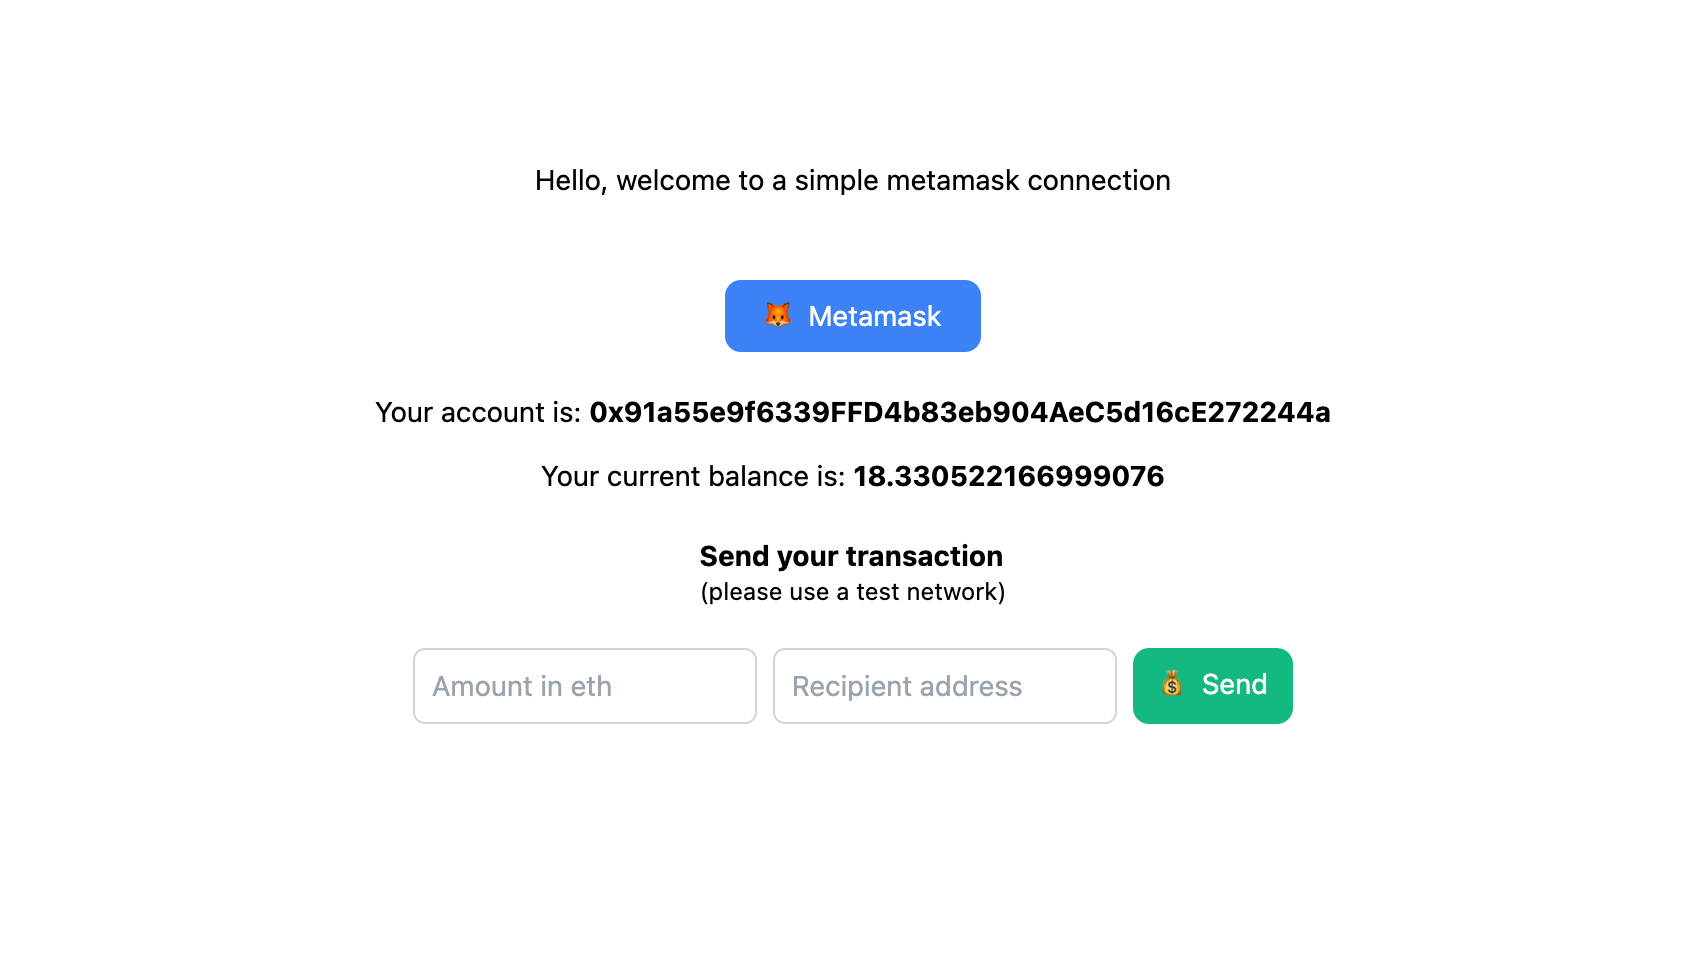 Hello, welcome to a simple metamask connection
Metamask
Your account is: 0x91a55e9f6339FFD4b83eb904AeC5d16cE272244a
Your current balance is: 18.330522166999076
Send your transaction
(please use a test network)
Amount in eth
Recipient address
Send